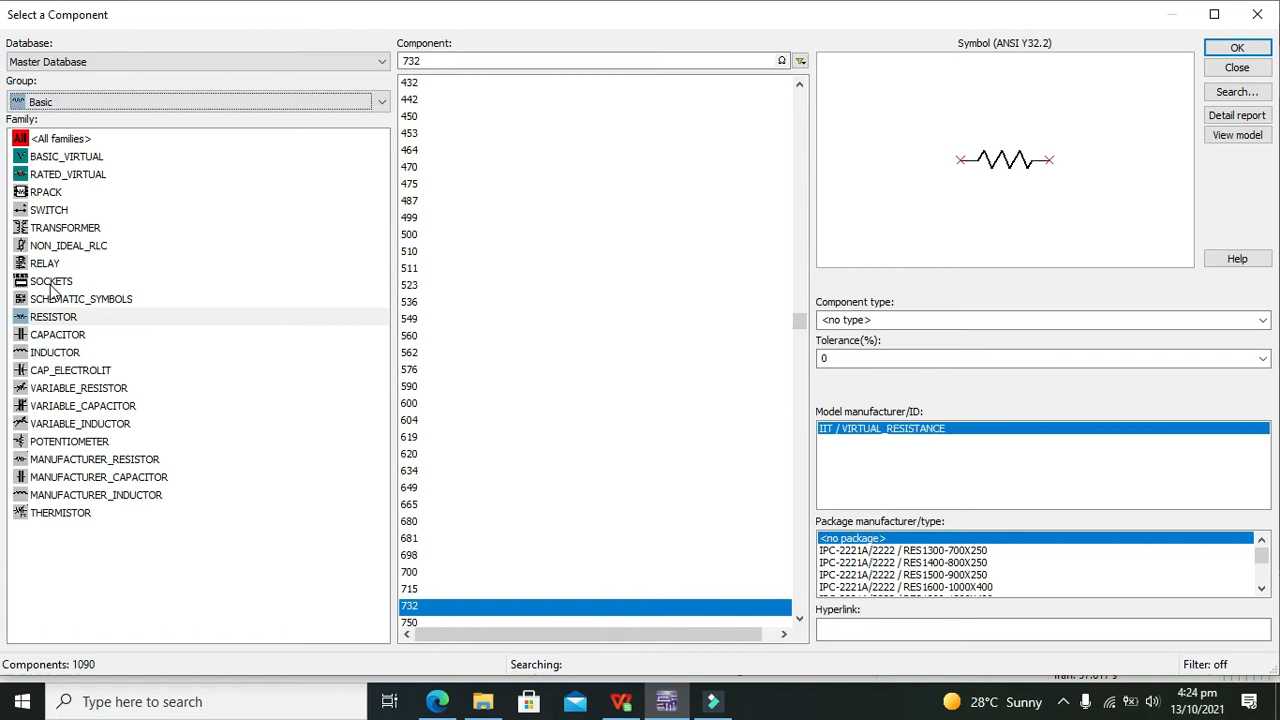 Select a Component
Database:
Master Database
Group:
Basic
Family:
All <All families>
BASIC_VIRTUAL
RATED_VIRTUAL
RPACK
SWITCH
TRANSFORMER
NON_IDEAL_RLC
RELAY
SOCKETS
SCHEMATIC_SYMBOLS
RESISTOR
CAPACITOR
INDUCTOR
CAP_ELECTROLIT
VARIABLE_RESISTOR
VARIABLE_CAPACITOR
VARIABLE_INDUCTOR
POTENTIOMETER
MANUFACTURER_RESISTOR
MANUFACTURER_CAPACITOR
MANUFACTURER_INDUCTOR
THERMISTOR
Components: 1090
Component:
732 Ω
432
442
450
453
464
470
475
487
499
500
510
511
523
536
549
560
562
576
590
600
604
619
620
634
649
665
680
681
698
700
715
732
750
Searching:
Symbol (ANSI Y32.2)
Component type:
<no type>
Tolerance(%):
0
Model manufacturer/ID:
IIT / VIRTUAL_RESISTANCE
Package manufacturer/type:
<no package>
IPC-2221A/2222 / RES1300-700X250
IPC-2221A/2222 / RES1400-800X250
IPC-2221A/2222 / RES1500-900X250
IPC-2221A/2222 / RES1600-1000X400
Hyperlink:
Filter: off
OK
Close
Search...
Detail report
View model
Help
Type here to search
28°C Sunny
4:24 pm
13/10/2021